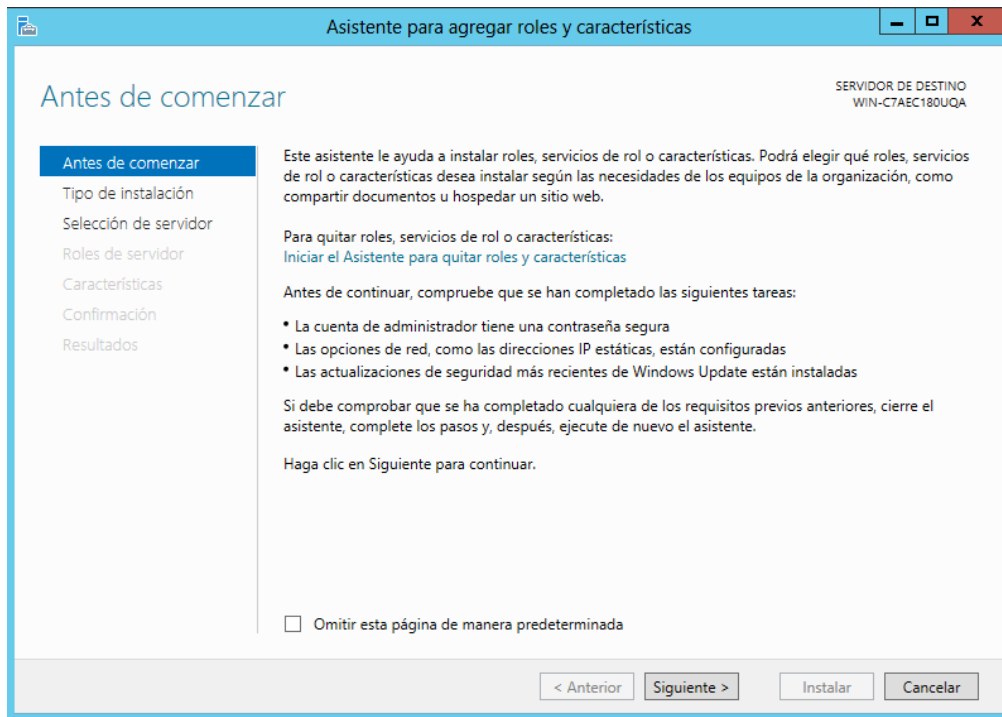 Asistente para agregar roles y características
Antes de comenzar
SERVIDOR DE DESTINO
WIN-C7AEC180UQA
Antes de comenzar
Tipo de instalación
Selección de servidor
Roles de servidor
Características
Confirmación
Resultados
Este asistente le ayuda a instalar roles, servicios de rol o características. Podrá elegir qué roles, servicios
de rol o características desea instalar según las necesidades de los equipos de la organización, como
compartir documentos u hospedar un sitio web.
Para quitar roles, servicios de rol o características:
Iniciar el Asistente para quitar roles y características
Antes de continuar, compruebe que se han completado las siguientes tareas:
• La cuenta de administrador tiene una contraseña segura
• Las opciones de red, como las direcciones IP estáticas, están configuradas
• Las actualizaciones de seguridad más recientes de Windows Update están instaladas
Si debe comprobar que se ha completado cualquiera de los requisitos previos anteriores, cierre el
asistente, complete los pasos y, después, ejecute de nuevo el asistente.
Haga clic en Siguiente para continuar.
Omitir esta página de manera predeterminada
< Anterior
Siguiente >
Instalar
Cancelar